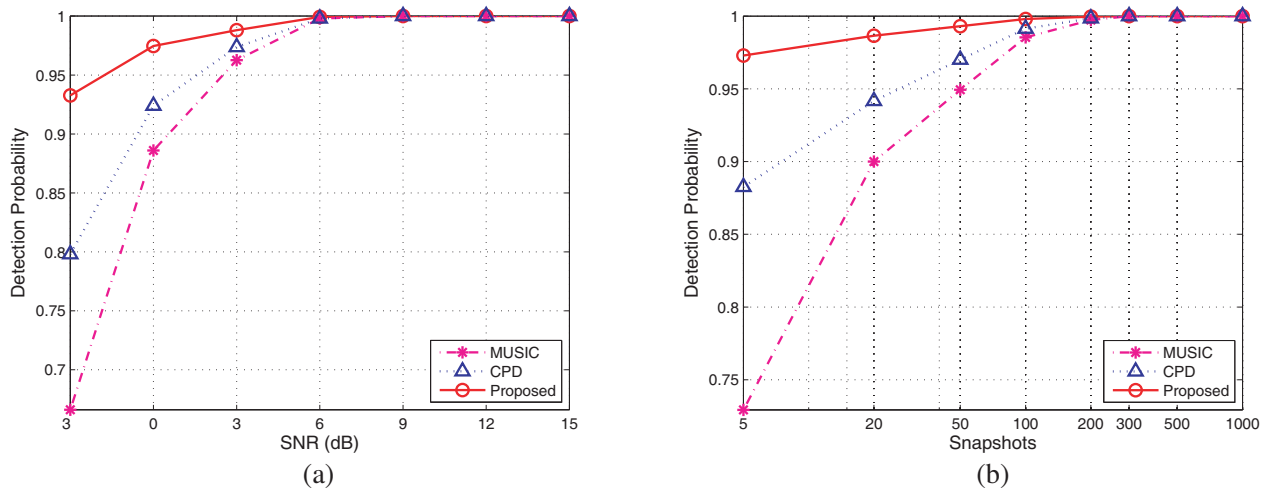 1
0.95
0.9
0.85
0.8
0.75
0.7
Detection Probability
3 0 3 6 9 12 15
SNR (dB)
MUSIC
CPD
Proposed
(a)
1
0.95
0.9
0.85
0.8
0.75
Detection Probability
5 20 50 100 200 300 500 1000
Snapshots
MUSIC
CPD
Proposed
(b)